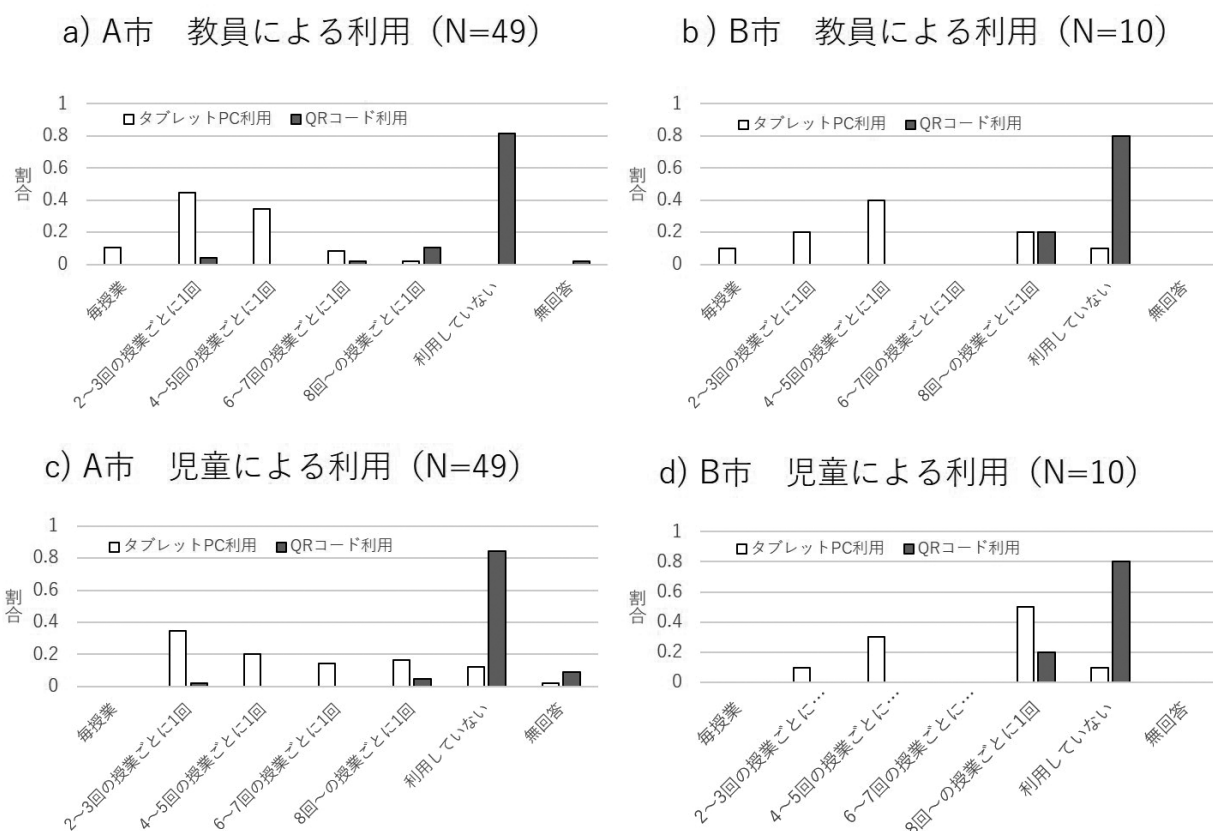 a) A市　教員による利用（N=49）
1
0.8
0.6
0.4
0.2
0
割合
タブレットPC利用 QRコード利用
毎授業
2～3回の授業ごとに1回
4～5回の授業ごとに1回
6～7回の授業ごとに1回
8回～の授業ごとに1回
利用していない
無回答
b) B市　教員による利用（N=10）
1
0.8
0.6
0.4
0.2
0
割合
タブレットPC利用 QRコード利用
毎授業
2～3回の授業ごとに1回
4～5回の授業ごとに1回
6～7回の授業ごとに1回
8回～の授業ごとに1回
利用していない
無回答
c) A市　児童による利用（N=49）
1
0.8
0.6
0.4
0.2
0
割合
タブレットPC利用 QRコード利用
毎授業
2～3回の授業ごとに1回
4～5回の授業ごとに1回
6～7回の授業ごとに1回
8回～の授業ごとに1回
利用していない
無回答
d) B市　児童による利用（N=10）
1
0.8
0.6
0.4
0.2
0
割合
タブレットPC利用 QRコード利用
毎授業
2～3回の授業ごとに…
4～5回の授業ごとに…
6～7回の授業ごとに…
8回～の授業ごとに1回
利用していない
無回答